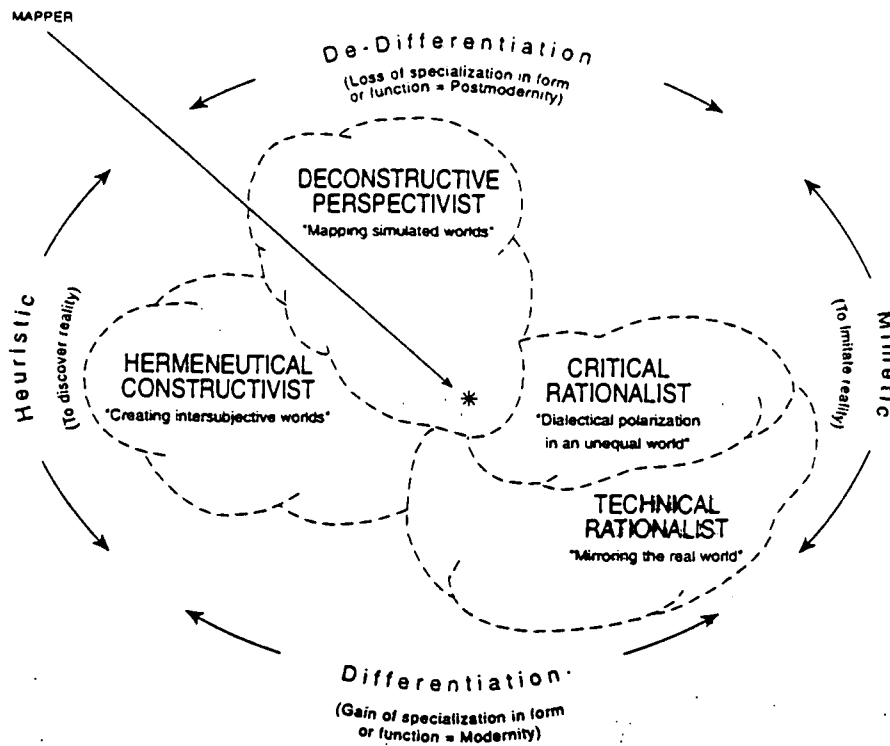 MAPPER
De-Differentiation
(Loss of specialization in form
or function = Postmodernity)
DECONSTRUCTIVE
PERSPECTIVIST
"Mapping simulated worlds"
Heuristic
(To discover reality)
HERMENEUTICAL
CONSTRUCTIVIST
"Creating intersubjective worlds"
CRITICAL
RATIONALIST
"Dialectical polarization
in an unequal world"
Mimetic
(To imitate reality)
TECHNICAL
RATIONALIST
"Mirroring the real world"
Differentiation
(Gain of specialization in form
or function = Modernity)